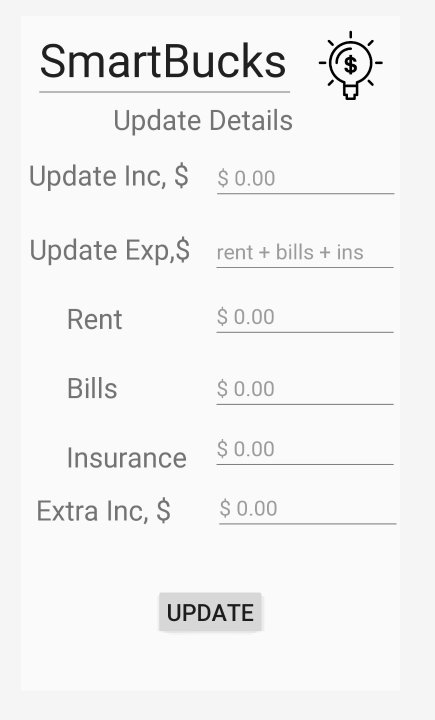 SmartBucks
$
Update Details
Update Inc, $ $ 0.00
Update Exp,$ rent + bills + ins
Rent $ 0.00
Bills $ 0.00
Insurance $ 0.00
Extra Inc, $ $ 0.00
UPDATE